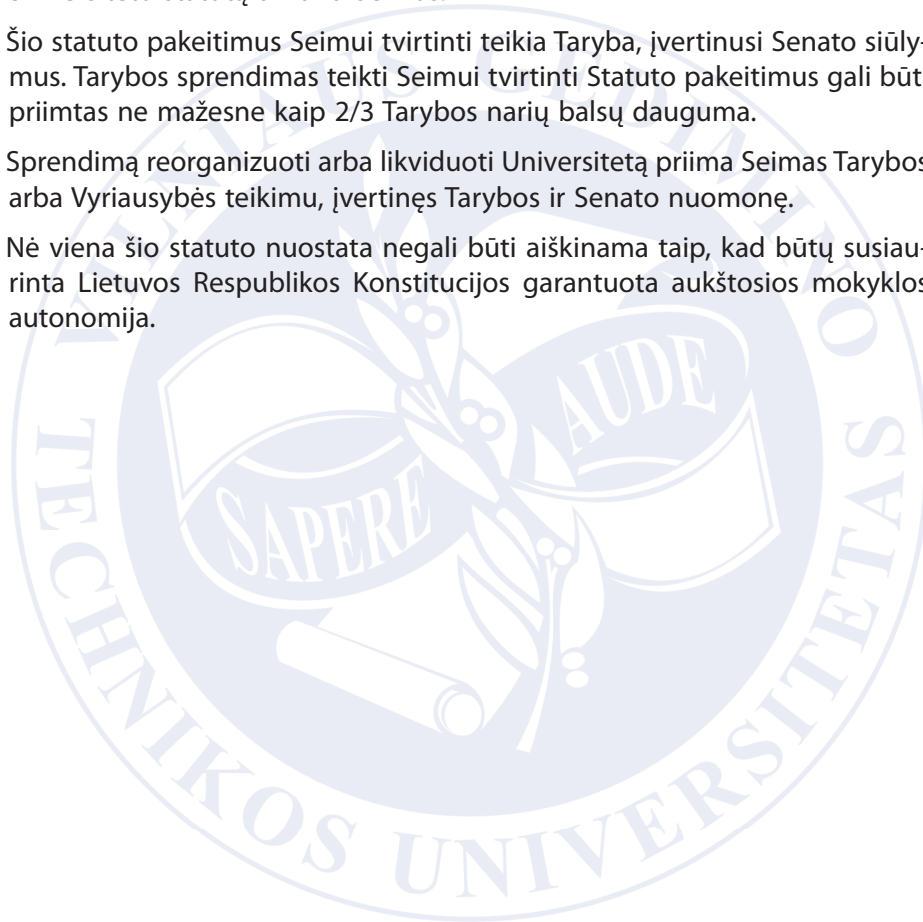 Šio statuto pakeitimus Seimui tvirtinti teikia Taryba, įvertinusi Senato siūly-
mus. Tarybos sprendimas teikti Seimui tvirtinti Statuto pakeitimus gali būt
priimtas ne mažesne kaip 2/3 Tarybos narių balsų dauguma.
Sprendimą reorganizuoti arba likviduoti Universitetą priima Seimas Tarybos
arba Vyriausybės teikimu, įvertinęs Tarybos ir Senato nuomonę.
Nė viena šio statuto nuostata negali būti aiškinama taip, kad būtų susiau-
rinta Lietuvos Respublikos Konstitucijos garantuota aukštosios mokyklos
autonomija.
VILNIAUS GEDIMINO
TECHNIKOS UNIVERSITETAS
SAPERE
AUDE